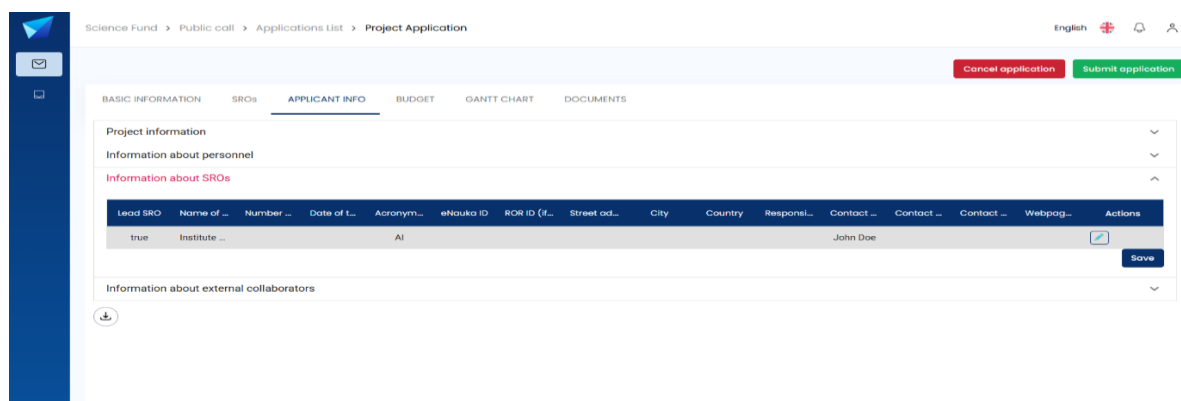 Science Fund > Public call > Applications List > Project Application English
Cancel application Submit application
BASIC INFORMATION SROs APPLICANT INFO BUDGET GANTT CHART DOCUMENTS
Project information
Information about personnel
Information about SROs
Lead SRO Name of ... Number ... Date of t... Acronym... eNauka ID ROR ID (if... Street ad... City Country Responsi... Contact ... Contact ... Contact ... Webpag... Actions
true Institute ... AI John Doe
Save
Information about external collaborators